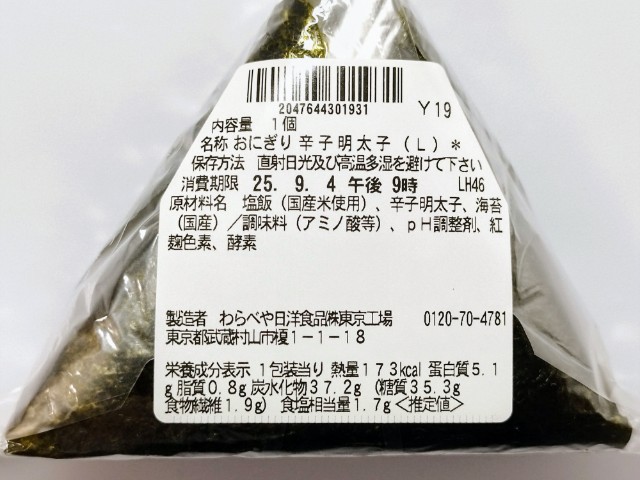 2047644301931
Y19
内容量 1個
名称 おにぎり 辛子明太子(L)*
保存方法 直射日光及び高温多湿を避けて下さい
消費期限 25. 9. 4 午後 9時 LH46
原材料名 塩飯(国産米使用)、辛子明太子、海苔
(国産)/調味料(アミノ酸等)、pH調整剤、紅
麹色素、酵素
製造者 わらべや日洋食品㈱東京工場 0120-70-4781
東京都武蔵村山市榎1-1-18
栄養成分表示 1包装当り 熱量173kcal 蛋白質5.1
g 脂質0.8g 炭水化物37.2g (糖質35.3g
食物繊維1.9g) 食塩相当量1.7g<推定値>